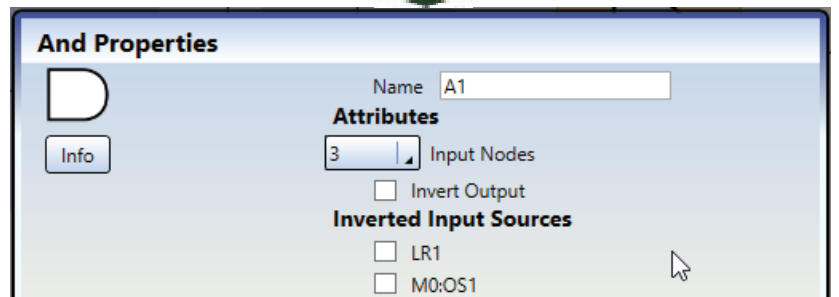 And Properties
Name A1
Attributes
Info
3 Input Nodes
Invert Output
Inverted Input Sources
LR1
M0:OS1